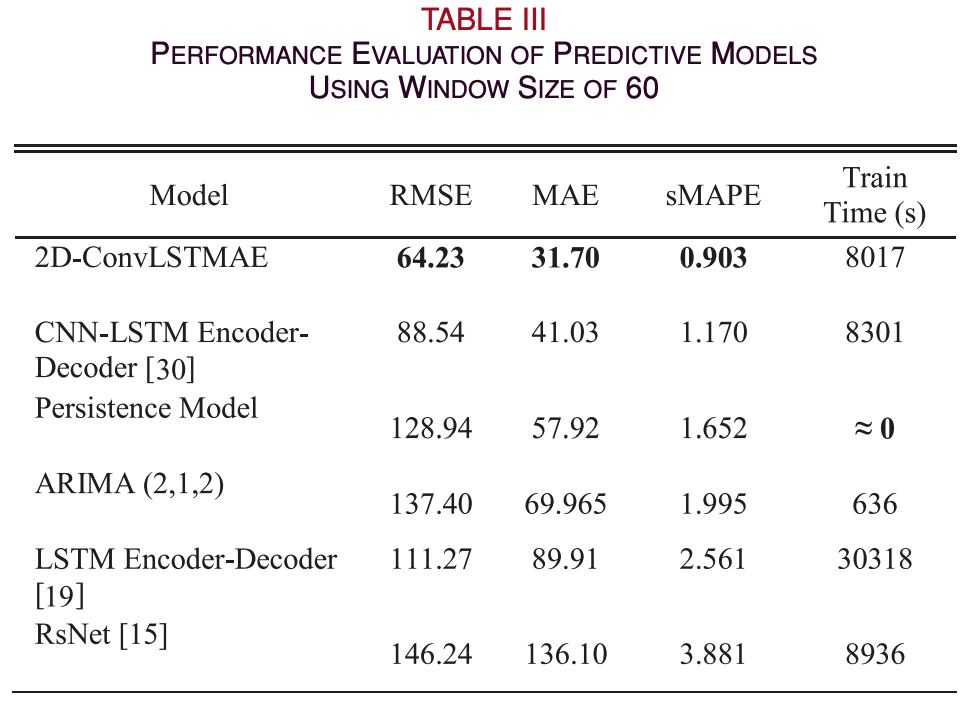 TABLE III
PERFORMANCE EVALUATION OF PREDICTIVE MODELS
USING WINDOW SIZE OF 60
Model RMSE MAE sMAPE Train Time (s)
2D-ConvLSTMAE 64.23 31.70 0.903 8017
CNN-LSTM Encoder- 88.54 41.03 1.170 8301
Decoder [30]
Persistence Model 128.94 57.92 1.652 ≈ 0
ARIMA (2,1,2) 137.40 69.965 1.995 636
LSTM Encoder-Decoder 111.27 89.91 2.561 30318
[19]
RsNet [15] 146.24 136.10 3.881 8936